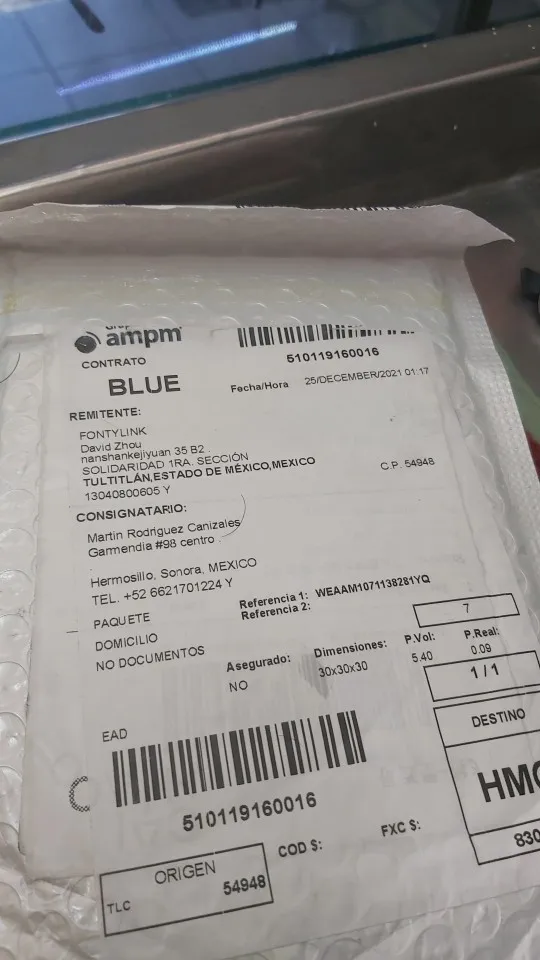 ampm
510119160016
CONTRATO
BLUE
Fecha/Hora 25/DECEMBER/2021 01:17
REMITENTE:
FONTYLINK
David Zhou
nanshankejiyuan 35 B2
SOLIDARIDAD 1RA. SECCIÓN
TULTITLÁN,ESTADO DE MÉXICO,MEXICO C.P. 54948
13040800605 Y
CONSIGNATARIO:
Martin Rodriguez Canizales
Garmendia #98 centro
Hermosillo, Sonora, MEXICO
TEL. +52 6621701224 Y
PAQUETE
Referencia 1: WEAAM1071138281YQ
Referencia 2:
7
DOMICILIO
NO DOCUMENTOS
Asegurado: Dimensiones: P.Vol: P.Real:
NO 30x30x30 5.40 0.09
1 / 1
EAD
DESTINO
510119160016
HMO
830
COD $: FXC $:
ORIGEN
TLC 54948